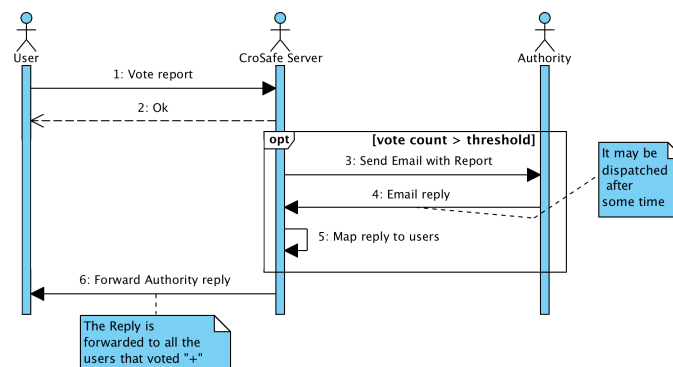 User
CroSafe Server
Authority
1: Vote report
2: Ok
opt
[vote count > threshold]
3: Send Email with Report
It may be
dispatched
after
some time
4: Email reply
5: Map reply to users
6: Forward Authority reply
The Reply is
forwarded to all the
users that voted "+"